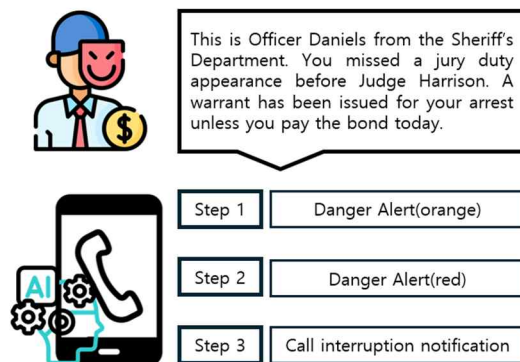 This is Officer Daniels from the Sheriff's
Department. You missed a jury duty
appearance before Judge Harrison. A
warrant has been issued for your arrest
unless you pay the bond today.
$
Step 1
Danger Alert(orange)
Step 2
Danger Alert(red)
AI
Step 3
Call interruption notification